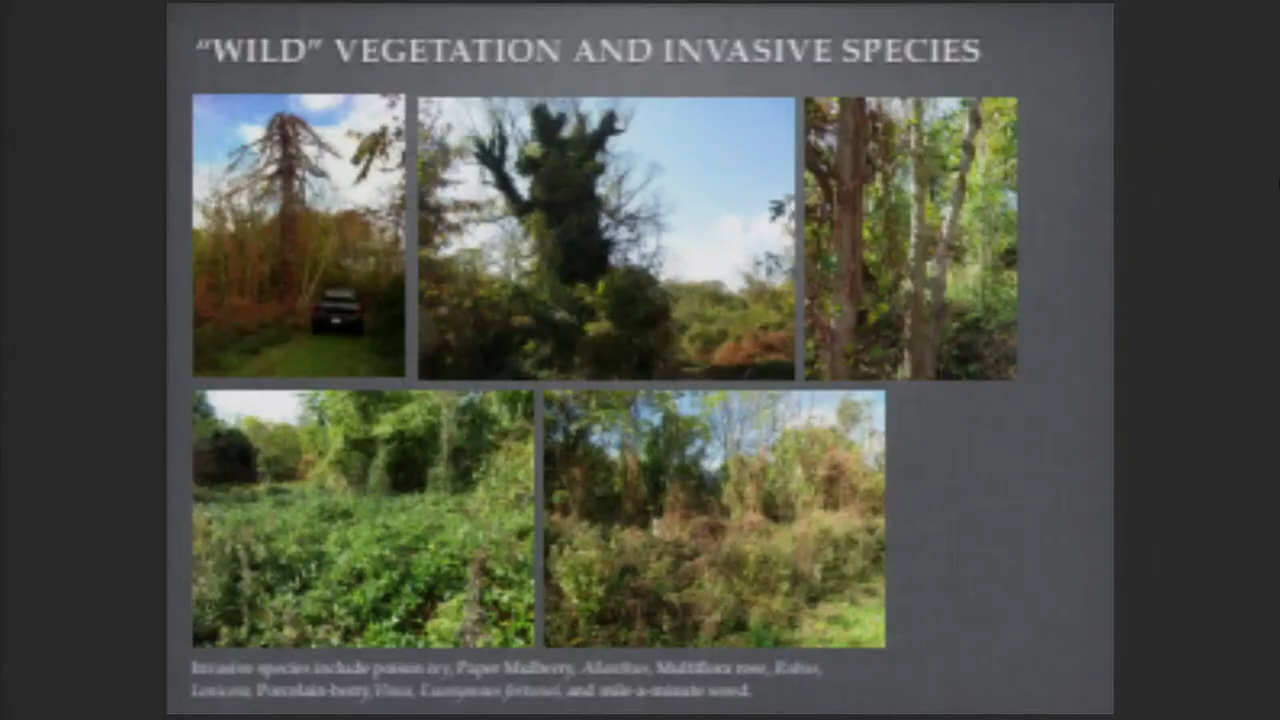 “WILD” VEGETATION AND INVASIVE SPECIES
Invasive species include poison ivy, Paper Mulberry, Ailanthus, Multiflora rose, Rubus,
Lonicera, Porcelain-berry, Vinca, Euonymus fortunei, and mile-a-minute weed.